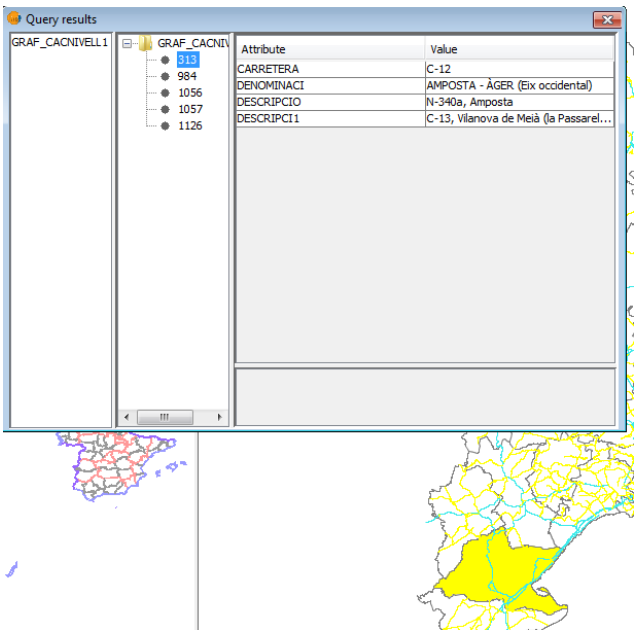 Query results
GRAF_CACNIVELL1
GRAF_CACNIV
313
984
1056
1057
1126
Attribute Value
CARRETERA C-12
DENOMINACI AMPOSTA - ÀGER (Eix occidental)
DESCRIPCIO N-340a, Amposta
DESCRIPCI1 C-13, Vilanova de Meià (la Passarel...